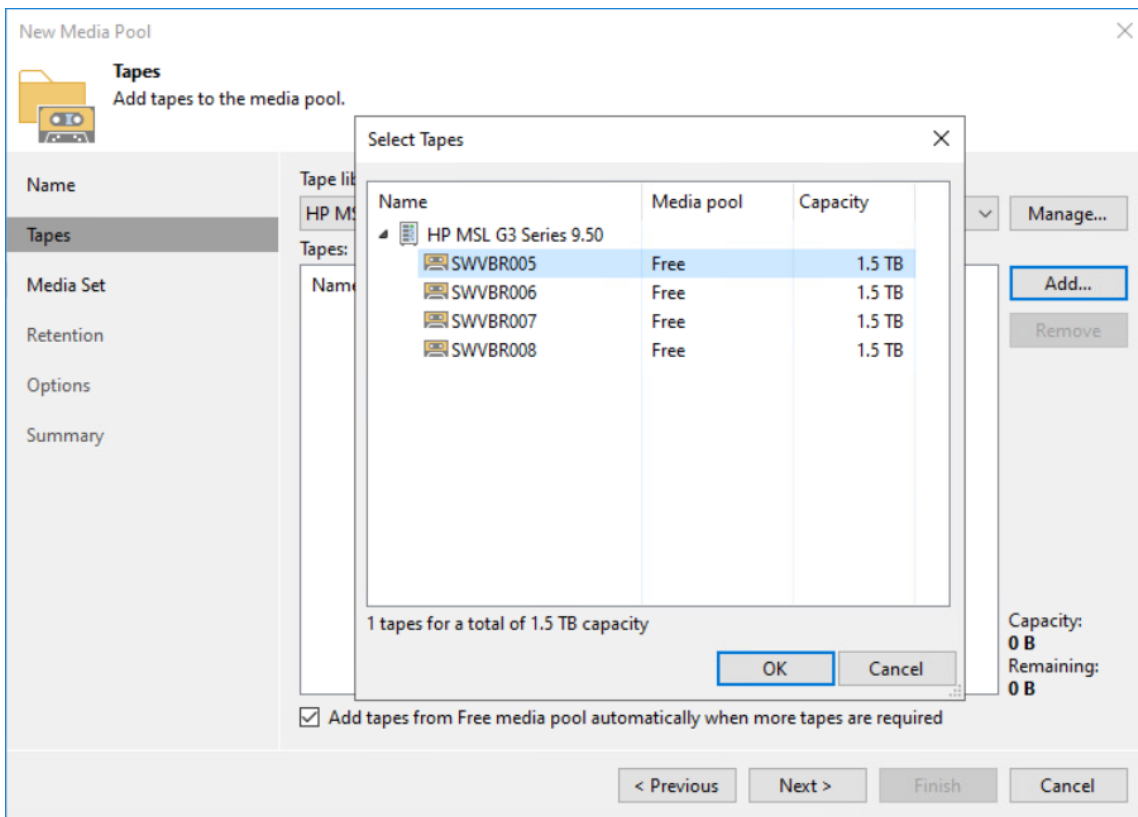 New Media Pool
Tapes
Add tapes to the media pool.
Name
Tapes
Media Set
Retention
Options
Summary
Tape lib
HP MS
Manage...
Tapes:
Name
Add...
Remove
Select Tapes
Name Media pool Capacity
HP MSL G3 Series 9.50
SWVBR005 Free 1.5 TB
SWVBR006 Free 1.5 TB
SWVBR007 Free 1.5 TB
SWVBR008 Free 1.5 TB
1 tapes for a total of 1.5 TB capacity
OK Cancel
Capacity:
0 B
Remaining:
0 B
Add tapes from Free media pool automatically when more tapes are required
< Previous Next > Finish Cancel